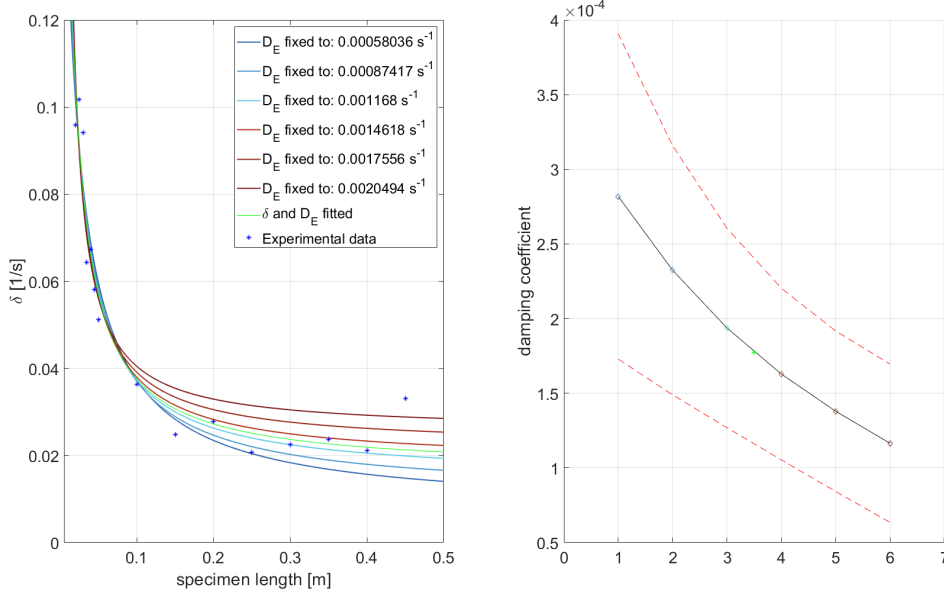 0.12
0.1
0.08
0.06
0.04
0.02
0
δ [1/s]
D_E fixed to: 0.00058036 s⁻¹
D_E fixed to: 0.00087417 s⁻¹
D_E fixed to: 0.001168 s⁻¹
D_E fixed to: 0.0014618 s⁻¹
D_E fixed to: 0.0017556 s⁻¹
D_E fixed to: 0.0020494 s⁻¹
δ and D_E fitted
Experimental data
0.1 0.2 0.3 0.4 0.5
specimen length [m]
×10⁻⁴
4
3.5
3
2.5
2
1.5
1
0.5
damping coefficient
0 1 2 3 4 5 6 7